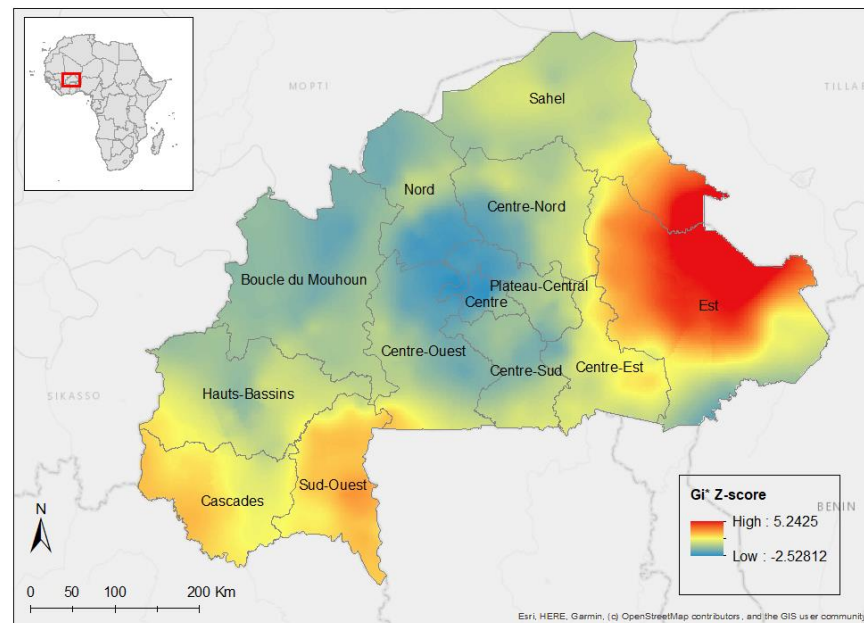 MOPTI
TILLAR
Sahel
Nord
Centre-Nord
Boucle du Mouhoun
Plateau-Central
Centre
Est
Centre-Ouest
Centre-Sud
Centre-Est
Hauts-Bassins
SIKASSO
Sud-Ouest
Cascades
Gi* Z-score
High : 5.2425
Low : -2.52812
BENIN
N
0 50 100 200 Km
Esri, HERE, Garmin, (c) OpenStreetMap contributors, and the GIS user community